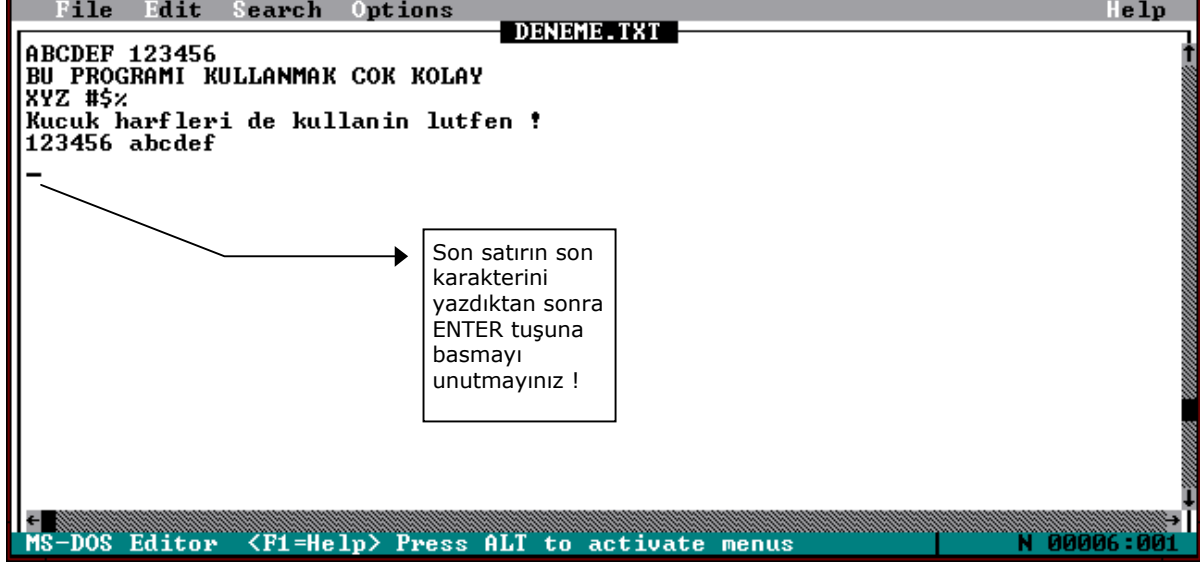 File Edit Search Options Help
DENEME.TXT
ABCDEF 123456
BU PROGRAMI KULLANMAK COK KOLAY
XYZ #$%
Kucuk harfleri de kullanin lutfen !
123456 abcdef
Son satırın son
karakterini
yazdıktan sonra
ENTER tuşuna
basmayı
unutmayınız !
MS-DOS Editor <F1=Help> Press ALT to activate menus N 00006:001